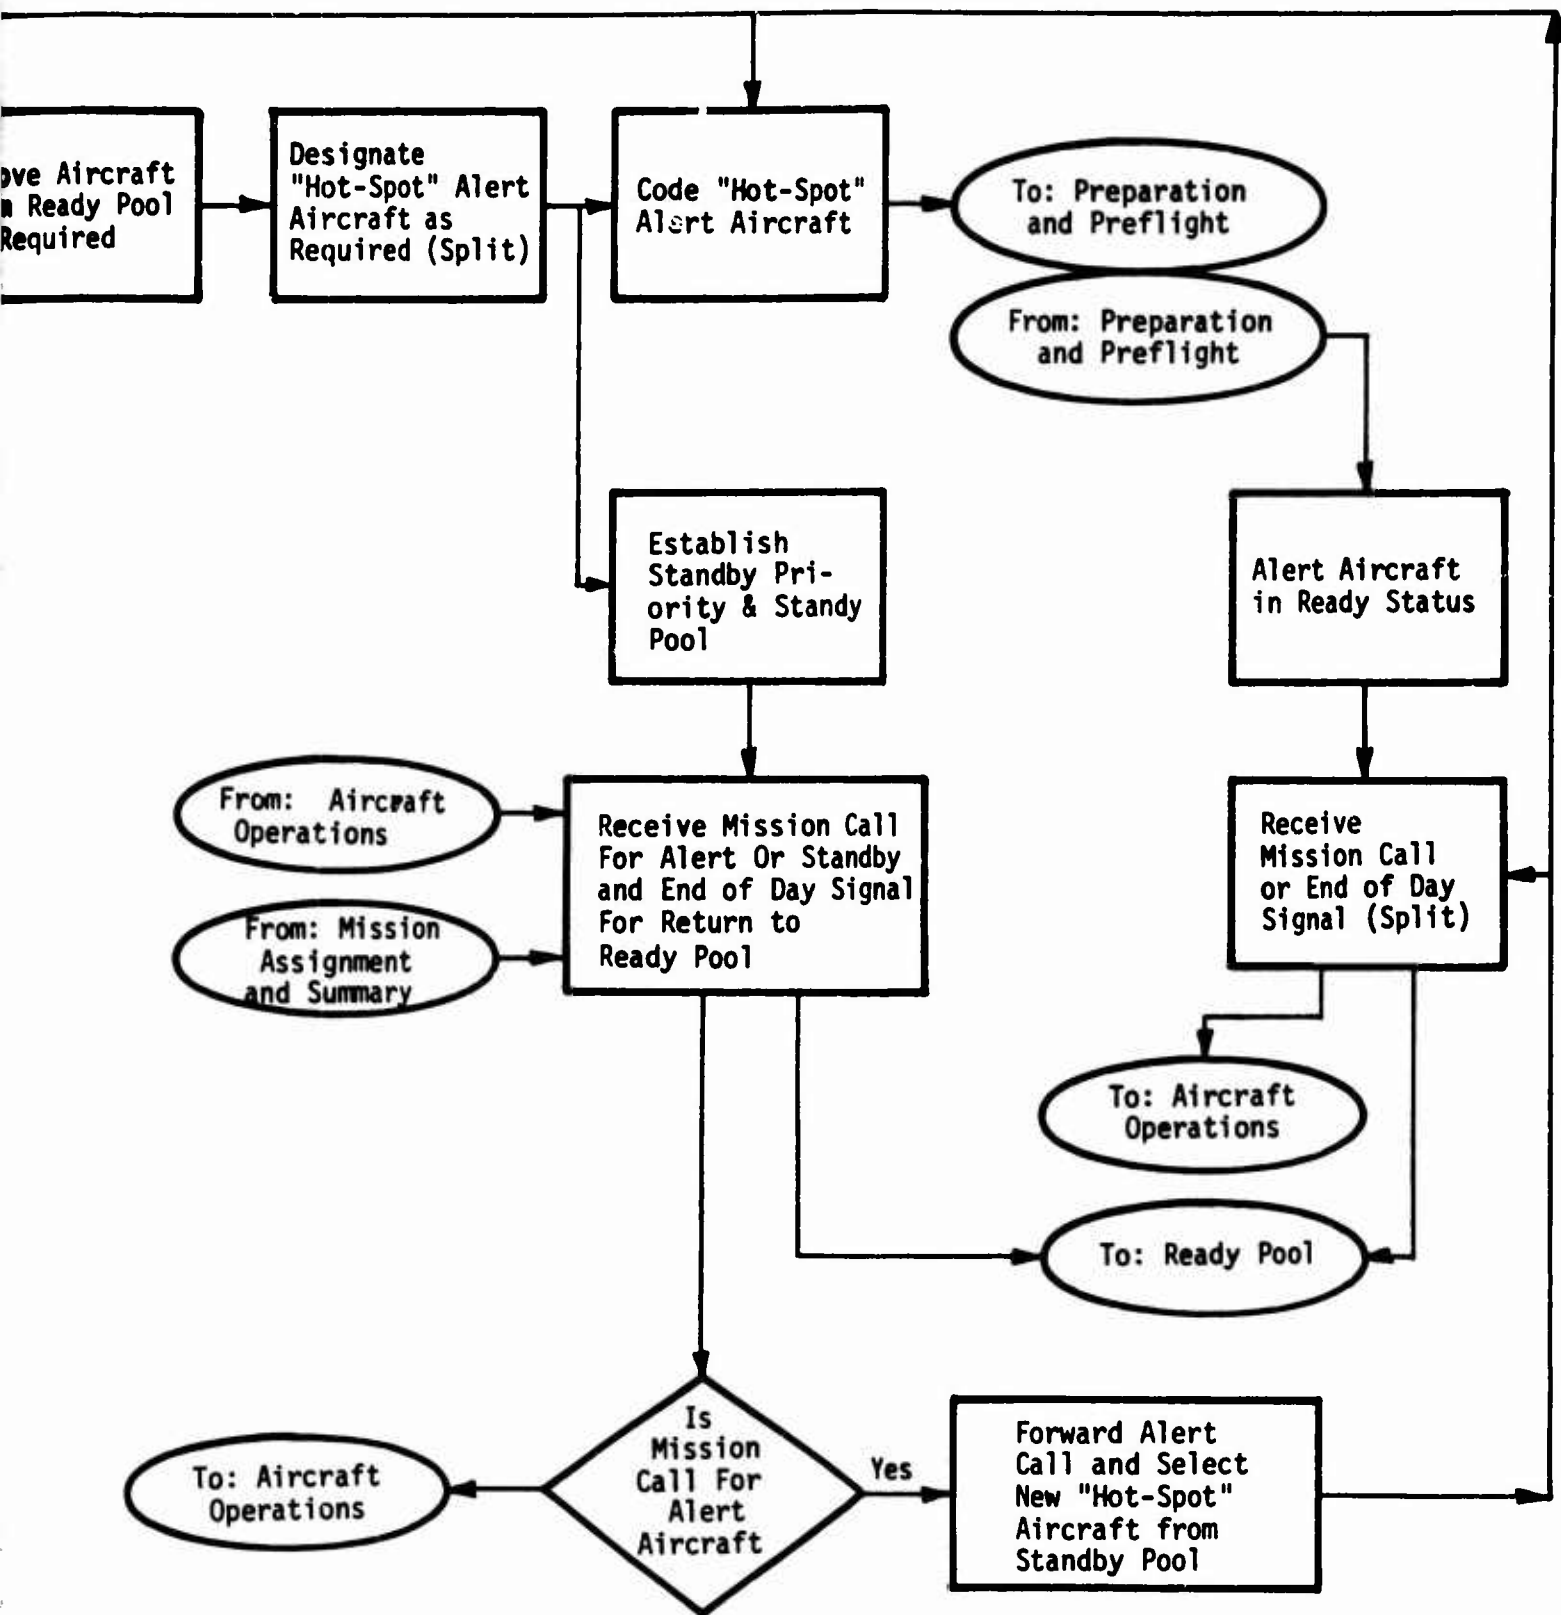 Aircraft
Ready Pool
Required
Designate
"Hot-Spot" Alert
Aircraft as
Required (Split)
Code "Hot-Spot"
Alert Aircraft
To: Preparation
and Preflight
From: Preparation
and Preflight
Establish
Standby Pri-
ority & Standy
Pool
Alert Aircraft
in Ready Status
From: Aircraft
Operations
From: Mission
Assignment
and Summary
Receive Mission Call
For Alert Or Standby
and End of Day Signal
For Return to
Ready Pool
Receive
Mission Call
or End of Day
Signal (Split)
To: Aircraft
Operations
To: Ready Pool
To: Aircraft
Operations
Is
Mission
Call For
Alert
Aircraft
Yes
Forward Alert
Call and Select
New "Hot-Spot"
Aircraft from
Standby Pool